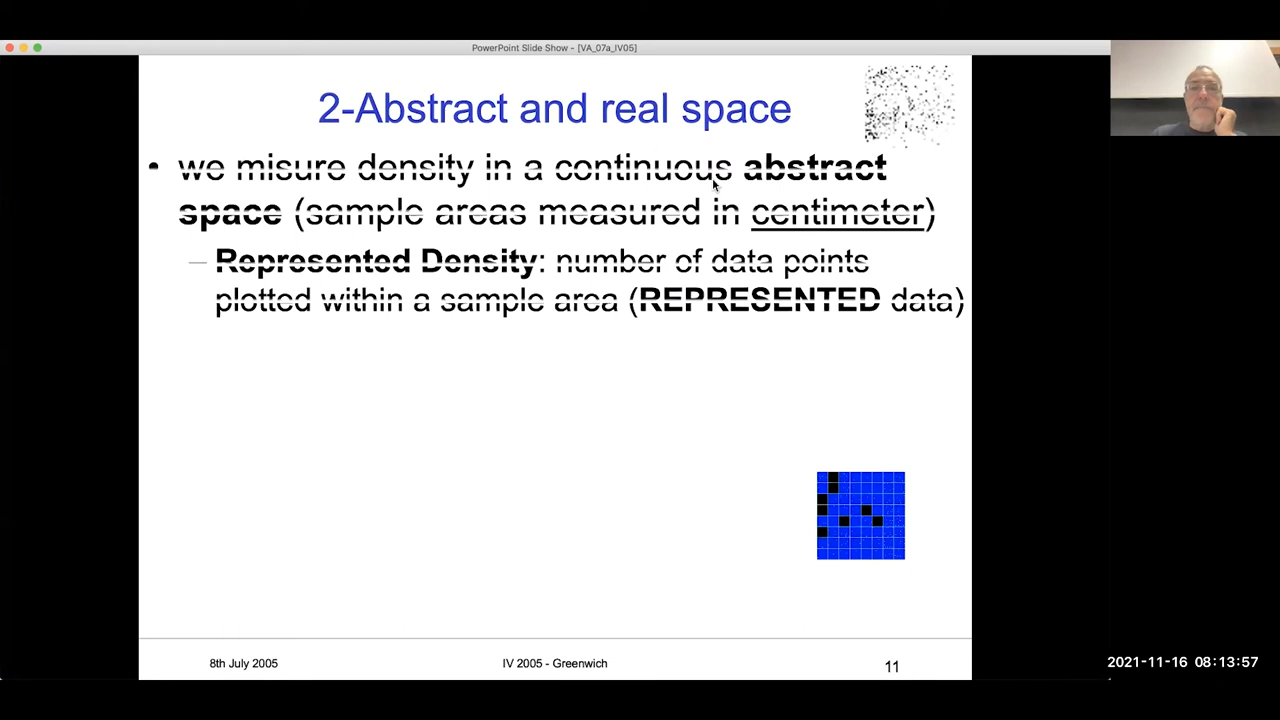 PowerPoint Slide Show - [VA_07a_IV05]
2-Abstract and real space
• we misure density in a continuous abstract
space (sample areas measured in centimeter)
– Represented Density: number of data points
plotted within a sample area (REPRESENTED data)
8th July 2005
IV 2005 - Greenwich
11
2021-11-16 08:13:57